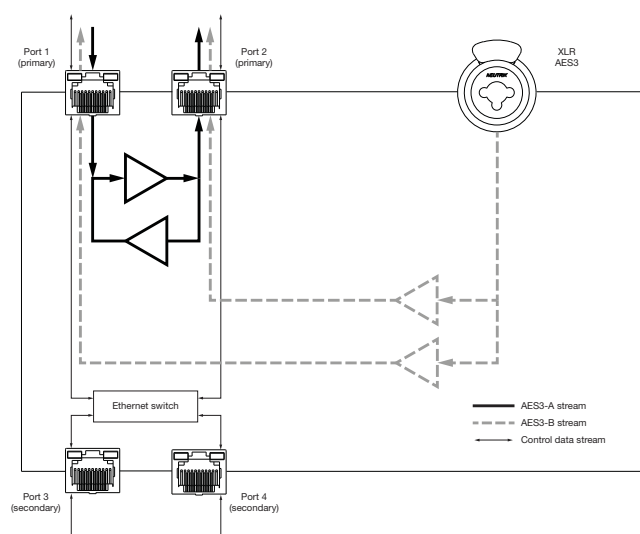 Port 1
(primary)
Port 2
(primary)
XLR
AES3
NEUTRIK
Ethernet switch
AES3-A stream
AES3-B stream
Control data stream
Port 3
(secondary)
Port 4
(secondary)